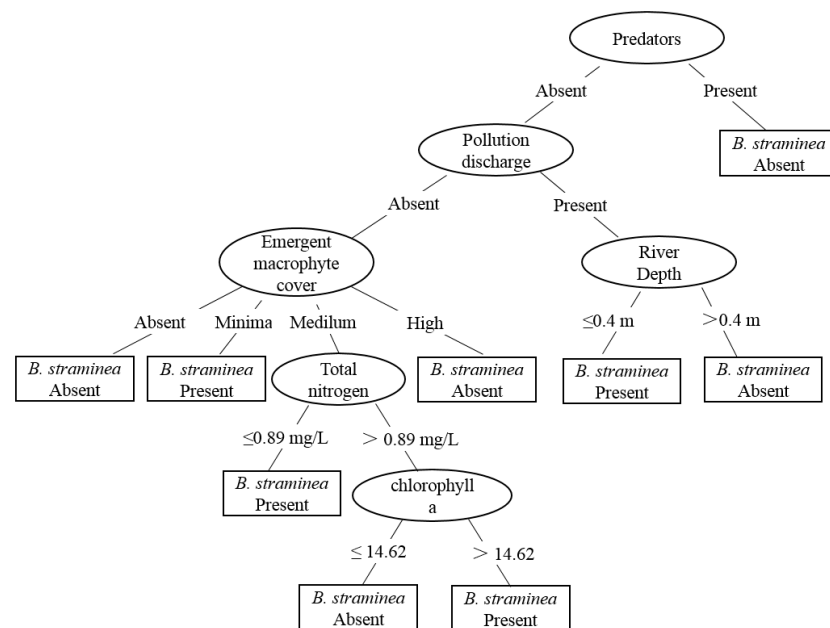 Predators
Absent
Present
Pollution
discharge
B. straminea
Absent
Absent
Present
Emergent
macrophyte
cover
River
Depth
Absent
Minima
Medilum
High
≤0.4 m
>0.4 m
B. straminea
Absent
B. straminea
Present
Total
nitrogen
B. straminea
Absent
B. straminea
Present
B. straminea
Absent
≤0.89 mg/L
> 0.89 mg/L
B. straminea
Present
chlorophyll
a
≤ 14.62
> 14.62
B. straminea
Absent
B. straminea
Present